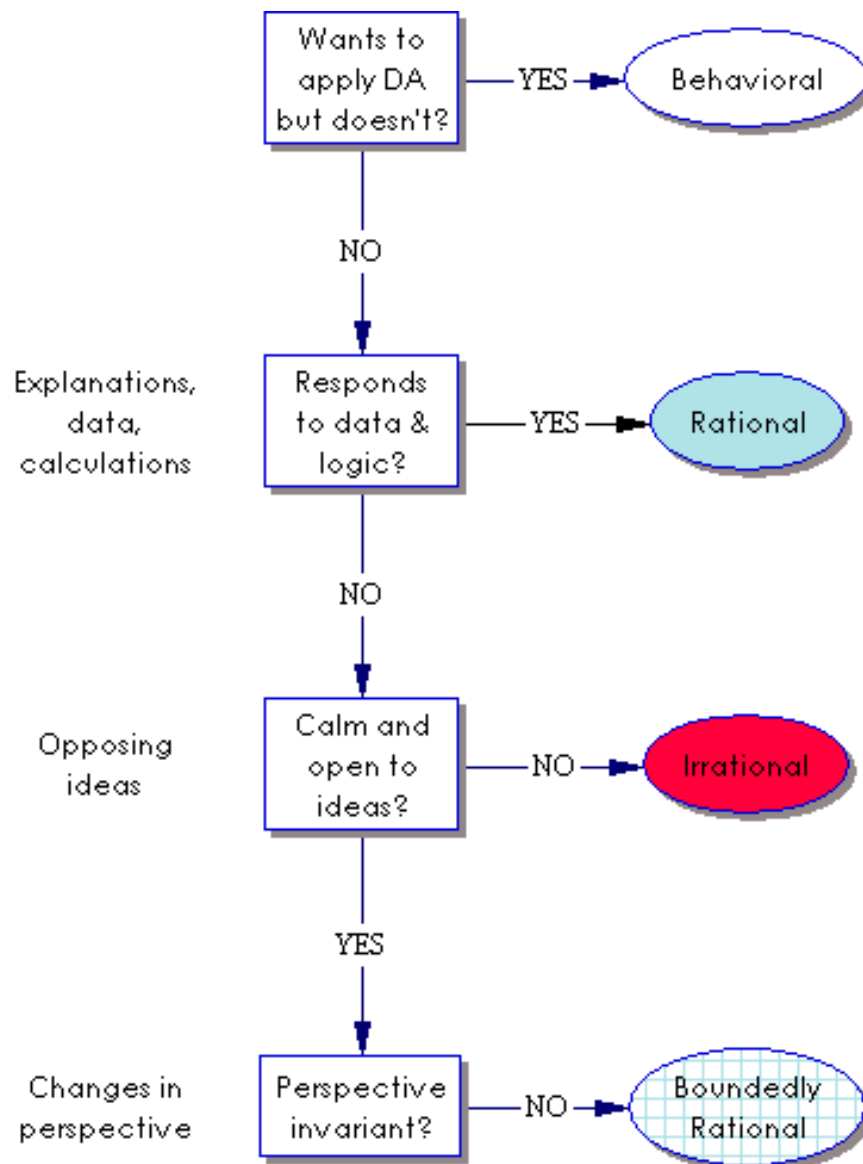 Wants to
apply DA
but doesn't?
YES
Behavioral
NO
Explanations,
data,
calculations
Responds
to data &
logic?
YES
Rational
NO
Opposing
ideas
Calm and
open to
ideas?
NO
Irrational
YES
Changes in
perspective
Perspective
invariant?
NO
Boundedly
Rational